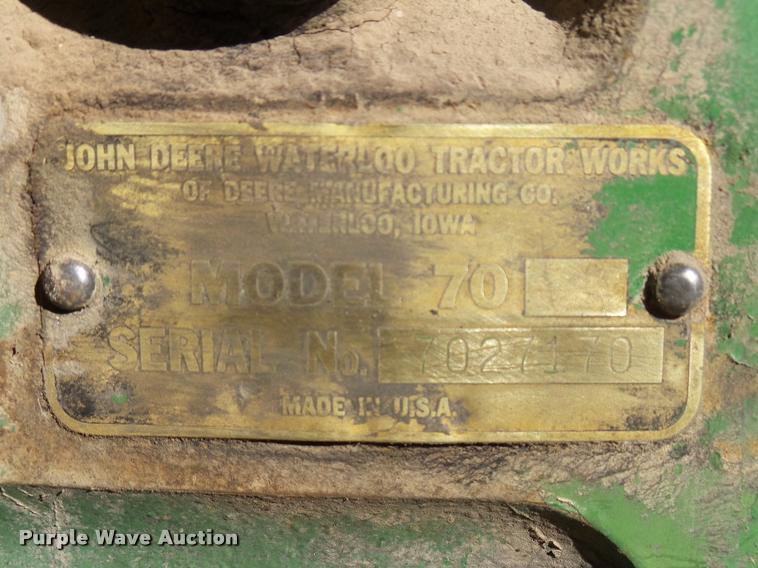 JOHN DEERE WATERLOO TRACTOR WORKS
OF DEERE MANUFACTURING CO.
WATERLOO, IOWA
MODEL 70
SERIAL No. 7027170
MADE IN U.S.A.
Purple Wave Auction